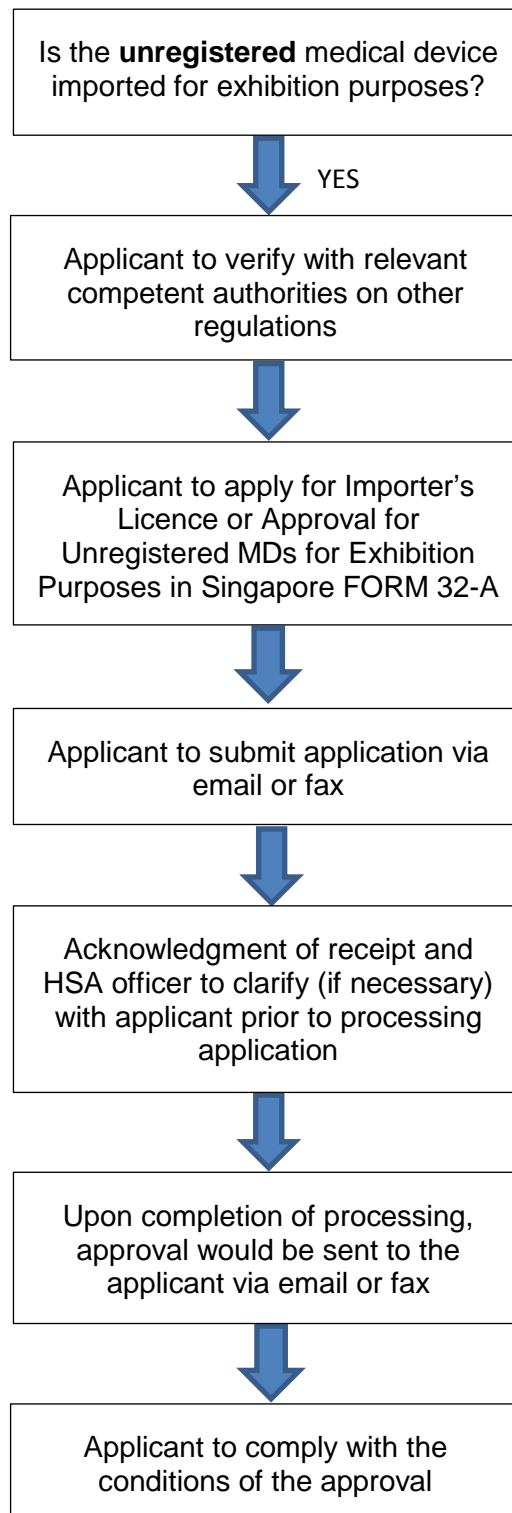 Is the unregistered medical device
imported for exhibition purposes?
YES
Applicant to verify with relevant
competent authorities on other
regulations
Applicant to apply for Importer's
Licence or Approval for
Unregistered MDs for Exhibition
Purposes in Singapore FORM 32-A
Applicant to submit application via
email or fax
Acknowledgment of receipt and
HSA officer to clarify (if necessary)
with applicant prior to processing
application
Upon completion of processing,
approval would be sent to the
applicant via email or fax
Applicant to comply with the
conditions of the approval